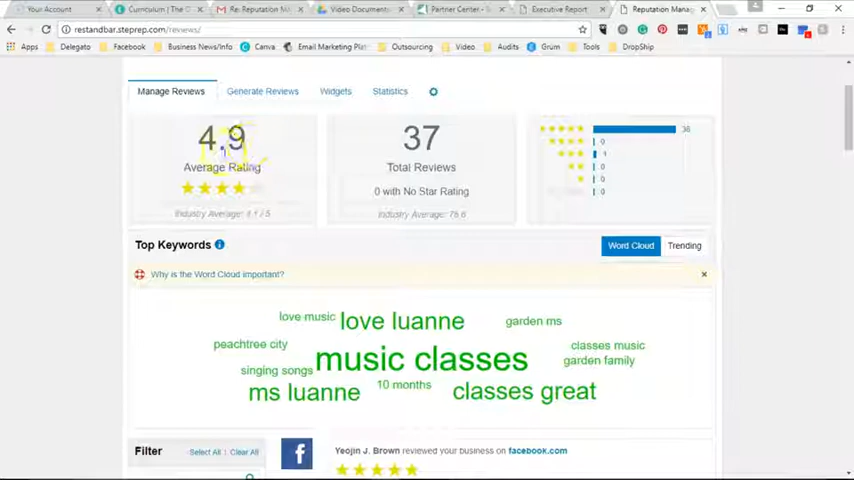 Your Account
Curriculum | The G
Re: Reputation M
Video Documents
Partner Center -
Executive Report
Reputation Mana
restandbar.steprep.com/reviews/
Apps Delegato Facebook Business News/Info Canva Email Marketing Outsourcing Video Audits Grüm Tools DropShip
Manage Reviews Generate Reviews Widgets Statistics
4.9
Average Rating
Industry Average: 4.1 / 5
37
Total Reviews
0 with No Star Rating
Industry Average: 76.6
36
0
1
0
0
0
Top Keywords
Word Cloud Trending
Why is the Word Cloud important?
love music love luanne garden ms
peachtree city music classes classes music
singing songs garden family
ms luanne 10 months classes great
Filter Select All | Clear All
Yeojin J. Brown reviewed your business on facebook.com